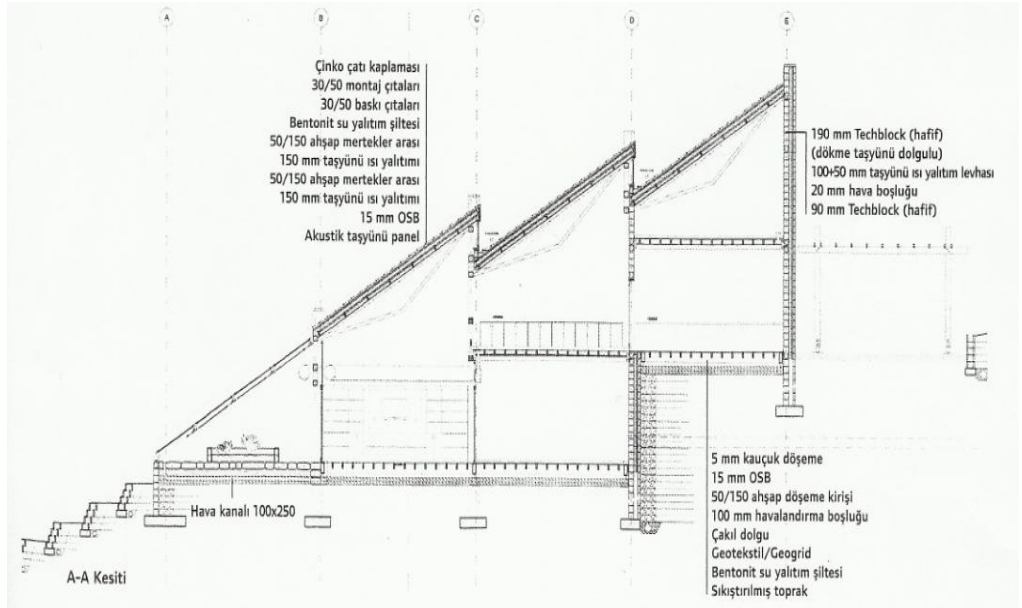 A
B
C
D
E
Çinko çatı kaplaması
30/50 montaj çıtaları
30/50 baskı çıtaları
Bentonit su yalıtım şiltesi
50/150 ahşap mertekler arası
150 mm taşyünü ısı yalıtımı
50/150 ahşap mertekler arası
150 mm taşyünü ısı yalıtımı
15 mm OSB
Akustik taşyünü panel
190 mm Techblock (hafif)
(dökme taşyünü dolgulu)
100+50 mm taşyünü ısı yalıtım levhası
20 mm hava boşluğu
90 mm Techblock (hafif)
Hava kanalı 100x250
5 mm kauçuk döşeme
15 mm OSB
50/150 ahşap döşeme kirişi
100 mm havalandırma boşluğu
Çakıl dolgu
Geotekstil/Geogrid
Bentonit su yalıtım şiltesi
Sıkıştırılmış toprak
A-A Kesiti